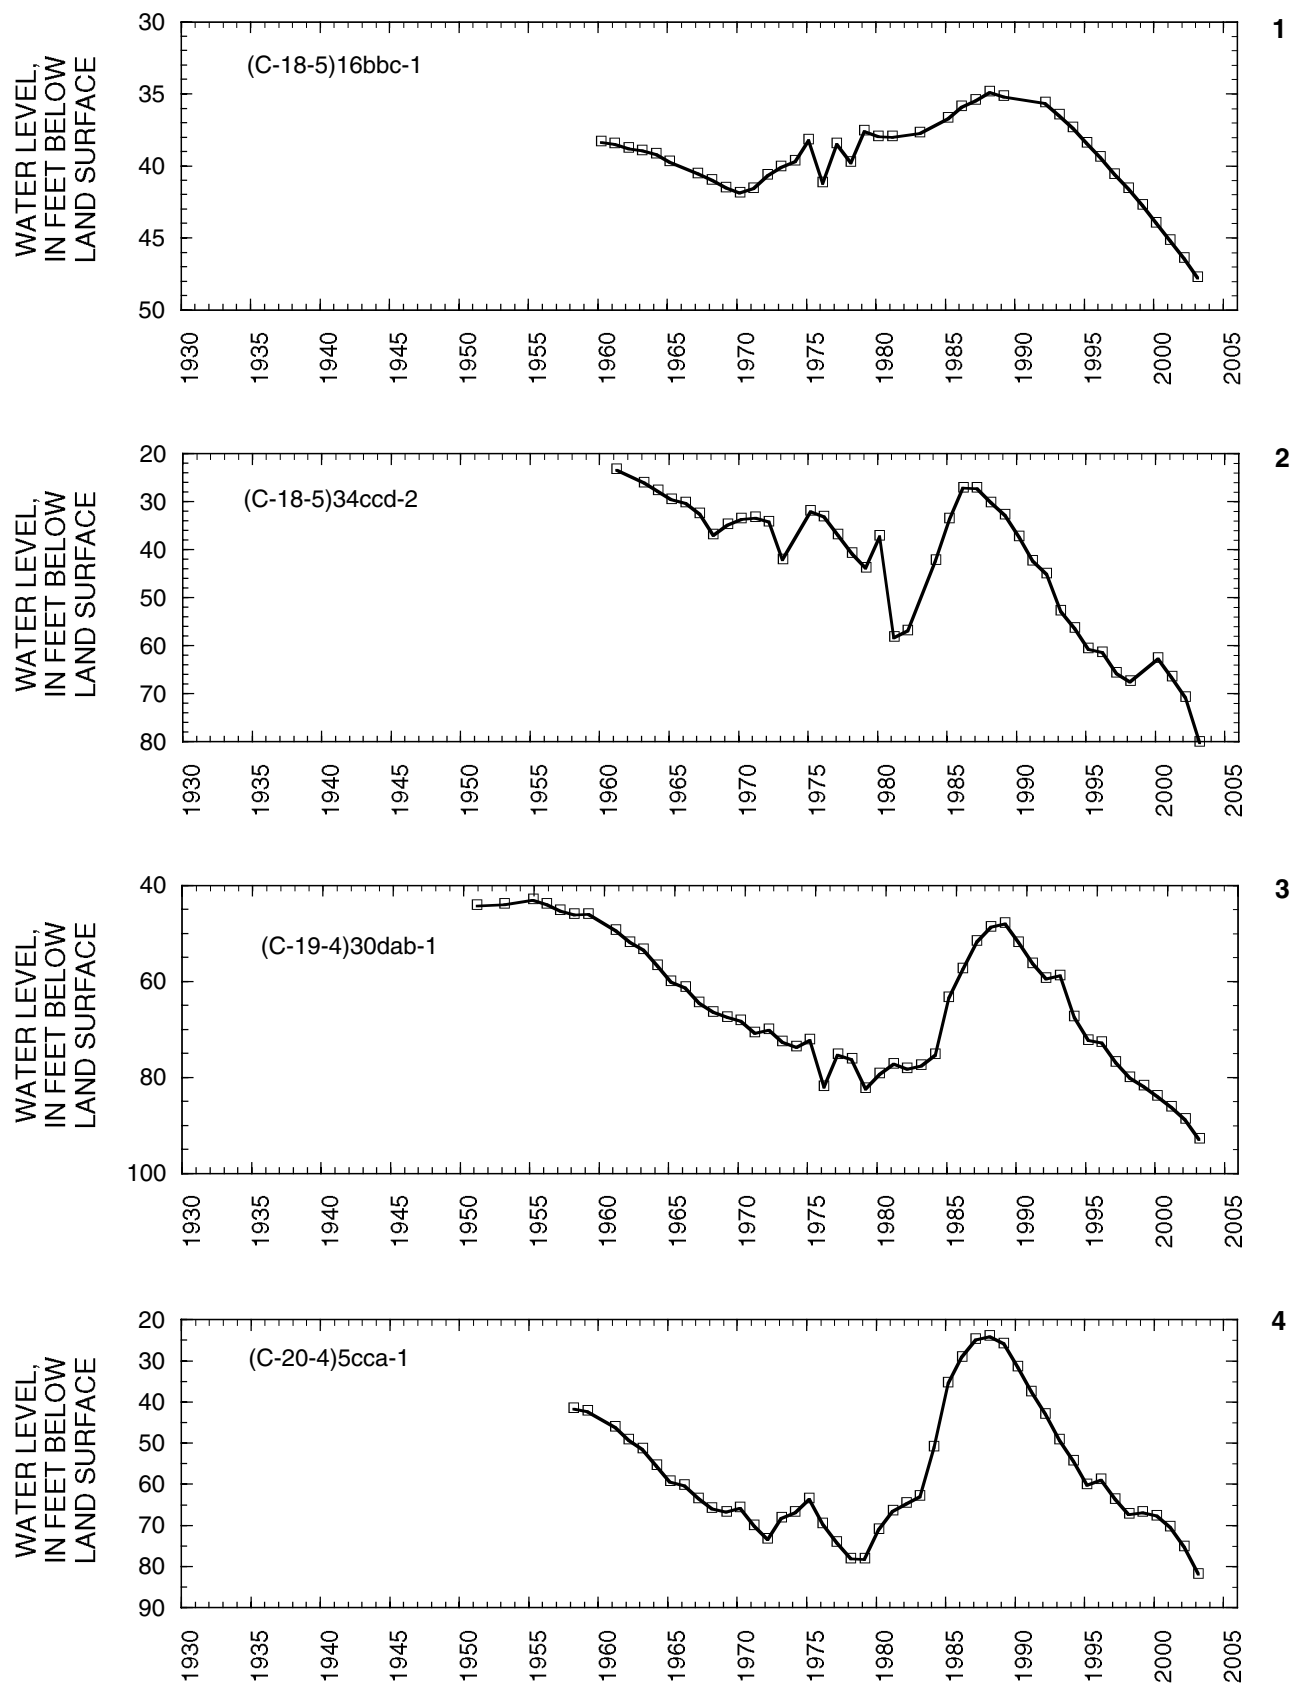 1
WATER LEVEL,
IN FEET BELOW
LAND SURFACE
(C-18-5)16bbc-1
30
35
40
45
50
1930 1935 1940 1945 1950 1955 1960 1965 1970 1975 1980 1985 1990 1995 2000 2005
2
WATER LEVEL,
IN FEET BELOW
LAND SURFACE
(C-18-5)34ccd-2
20
30
40
50
60
70
80
1930 1935 1940 1945 1950 1955 1960 1965 1970 1975 1980 1985 1990 1995 2000 2005
3
WATER LEVEL,
IN FEET BELOW
LAND SURFACE
(C-19-4)30dab-1
40
60
80
100
1930 1935 1940 1945 1950 1955 1960 1965 1970 1975 1980 1985 1990 1995 2000 2005
4
WATER LEVEL,
IN FEET BELOW
LAND SURFACE
(C-20-4)5cca-1
20
30
40
50
60
70
80
90
1930 1935 1940 1945 1950 1955 1960 1965 1970 1975 1980 1985 1990 1995 2000 2005